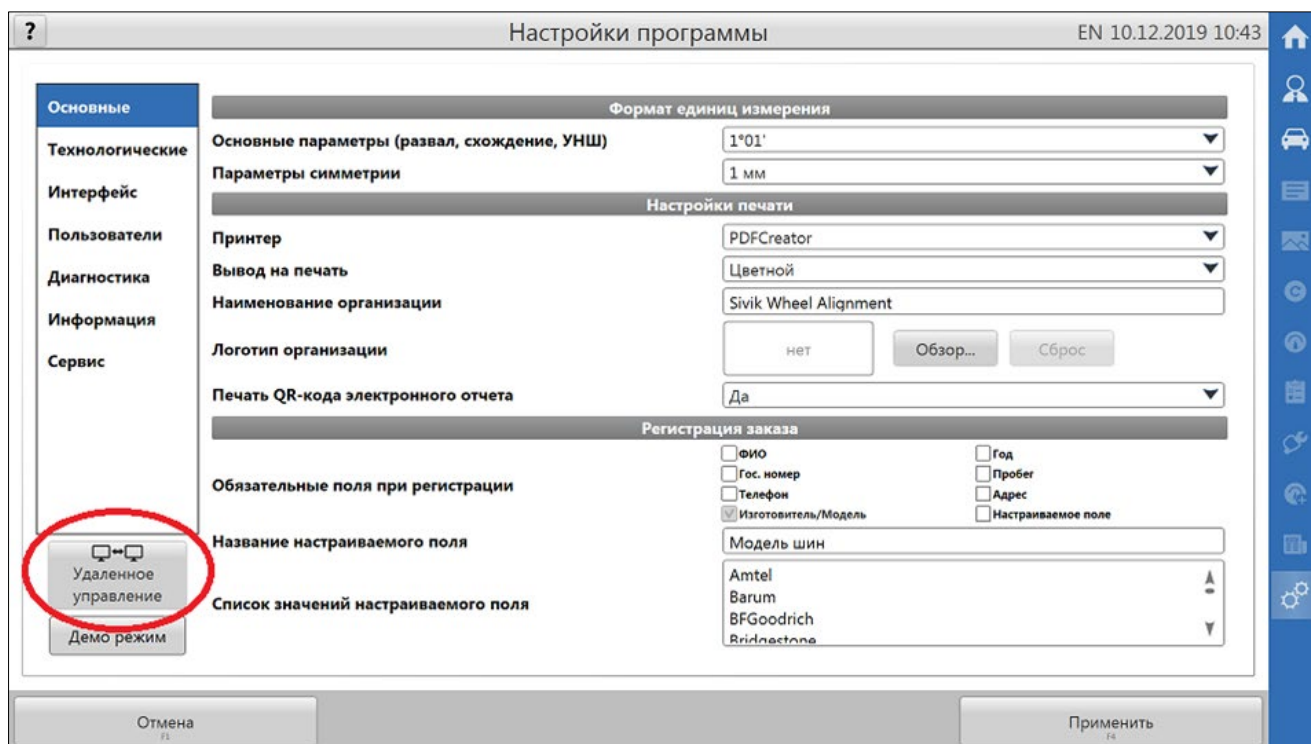 ?
Настройки программы
EN 10.12.2019 10:43
Основные
Технологические
Интерфейс
Пользователи
Диагностика
Информация
Сервис
Удаленное
управление
Демо режим
Формат единиц измерения
Основные параметры (развал, схождение, УНШ)
1°01'
Параметры симметрии
1 мм
Настройки печати
Принтер
PDFCreator
Вывод на печать
Цветной
Наименование организации
Sivik Wheel Alignment
Логотип организации
нет
Обзор...
Сброс
Печать QR-кода электронного отчета
Да
Регистрация заказа
Обязательные поля при регистрации
ФИО
Год
Гос. номер
Пробег
Телефон
Адрес
Изготовитель/Модель
Настраиваемое поле
Название настраиваемого поля
Модель шин
Список значений настраиваемого поля
Amtel
Barum
BFGoodrich
Bridgestone
Отмена
F1
Применить
F4